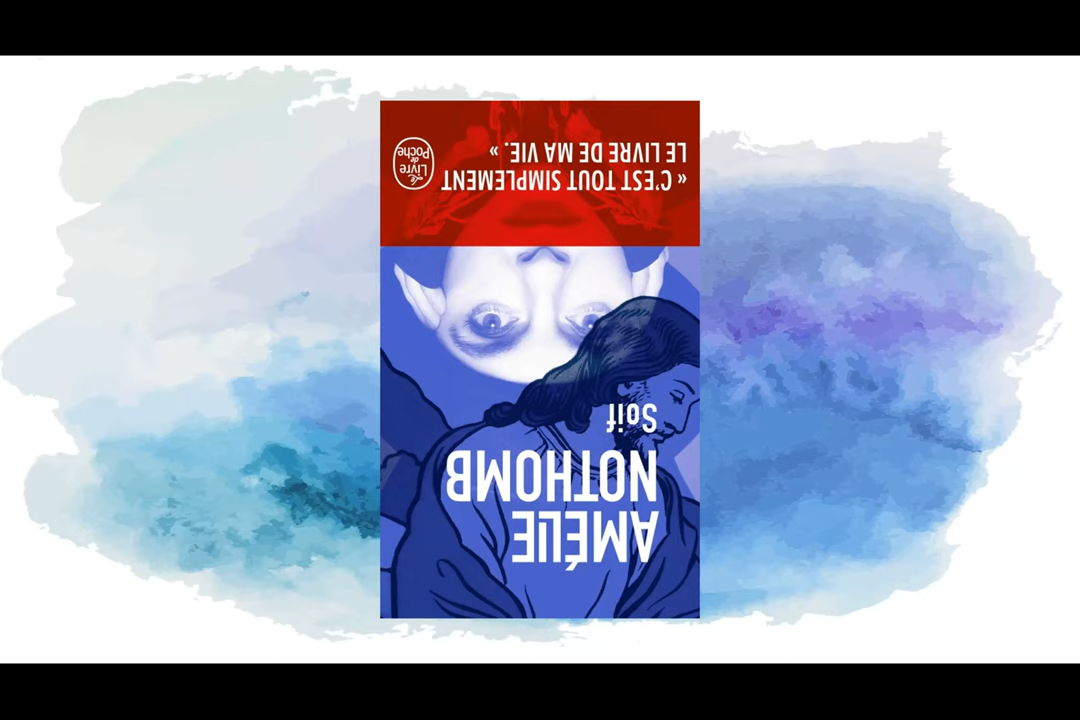 AMÉLIE
NOTHOMB
Soif
« C'EST TOUT SIMPLEMENT
LE LIVRE DE MA VIE. »
Le
Livre
de
Poche